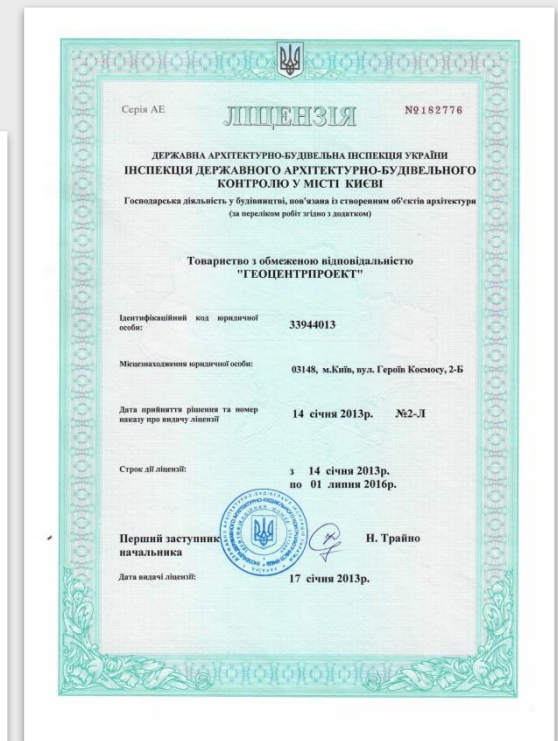 Серія АЕ
ЛІЦЕНЗІЯ
№182776
ДЕРЖАВНА АРХІТЕКТУРНО-БУДІВЕЛЬНА ІНСПЕКЦІЯ УКРАЇНИ
ІНСПЕКЦІЯ ДЕРЖАВНОГО АРХІТЕКТУРНО-БУДІВЕЛЬНОГО
КОНТРОЛЮ У МІСТІ КИЄВІ
Господарська діяльність у будівництві, пов'язана із створенням об'єктів архітектури
(за переліком робіт згідно з додатком)
Товариство з обмеженою відповідальністю
"ГЕОЦЕНТРПРОЕКТ"
Ідентифікаційний код юридичної
особи:
33944013
Місцезнаходження юридичної особи:
03148, м.Київ, вул. Героїв Космосу, 2-Б
Дата прийняття рішення та номер
наказу про видачу ліцензії
14 січня 2013р. №2-Л
Строк дії ліцензії:
з 14 січня 2013р.
по 01 липня 2016р.
Перший заступник
начальника
Н. Трайно
Дата видачі ліцензії:
17 січня 2013р.